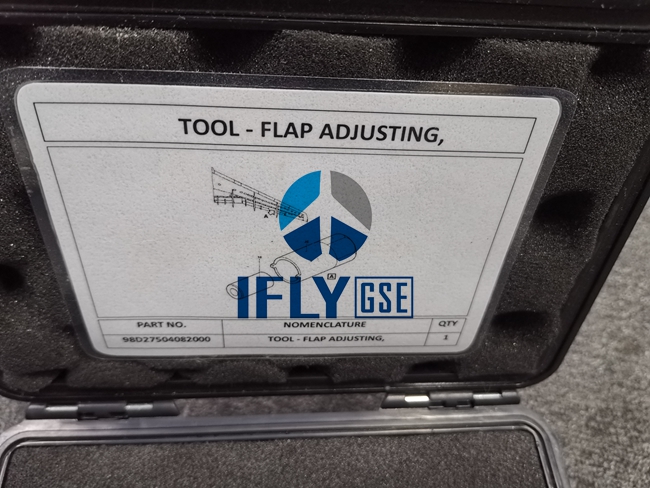 TOOL - FLAP ADJUSTING,
A
A
IFLY GSE
PART NO. NOMENCLATURE QTY
98D27504082000 TOOL - FLAP ADJUSTING, 1